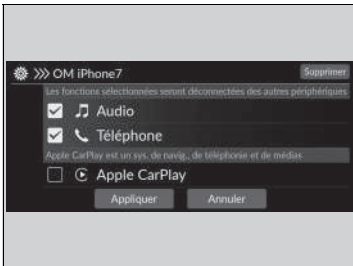 OM iPhone7
Supprimer
Les fonctions sélectionnées seront déconnectées des autres périphériques
Audio
Téléphone
Apple CarPlay est un sys. de navig., de téléphonie et de médias
Apple CarPlay
Appliquer
Annuler